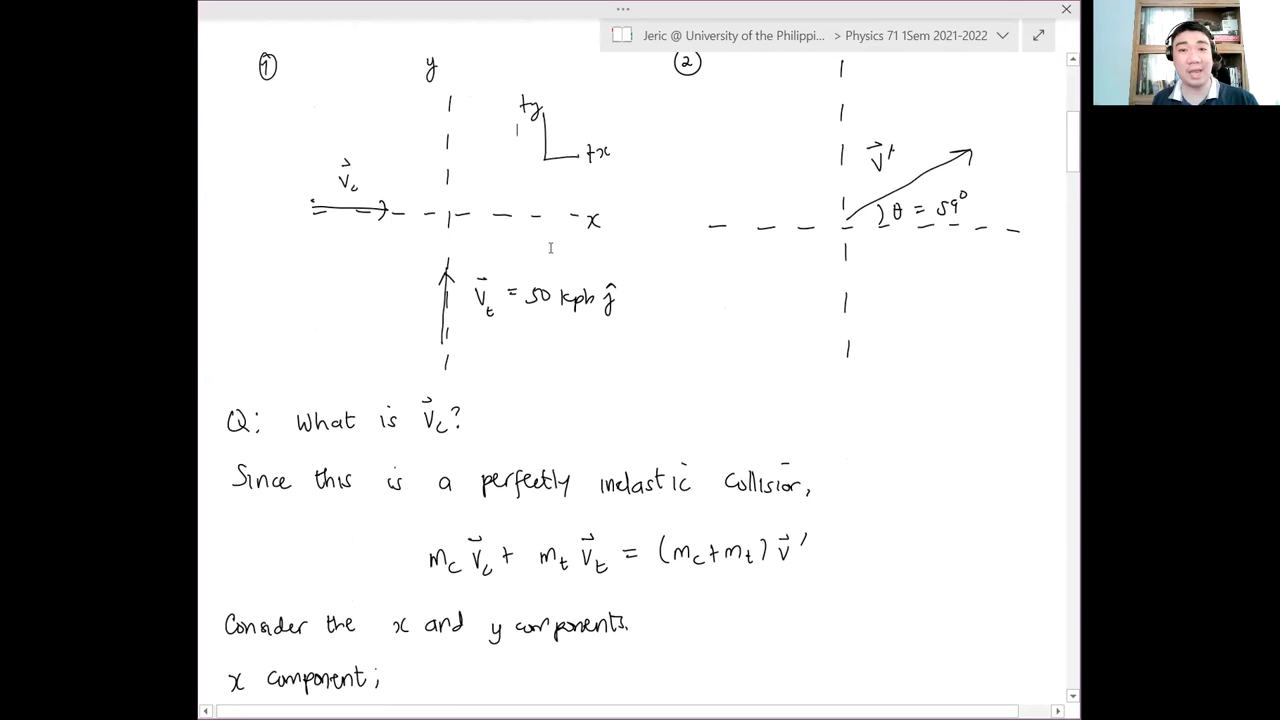 Jeric @ University of the Philippi... > Physics 71 1Sem 2021-2022
①
y
+y
+x
v⃗c
x
v⃗t = 50 kph ĵ
②
v⃗'
θ = 59°
Q: What is v⃗c?
Since this is a perfectly inelastic collision,
mc v⃗c + mt v⃗t = (mc+mt) v⃗'
Consider the x and y components.
x component;